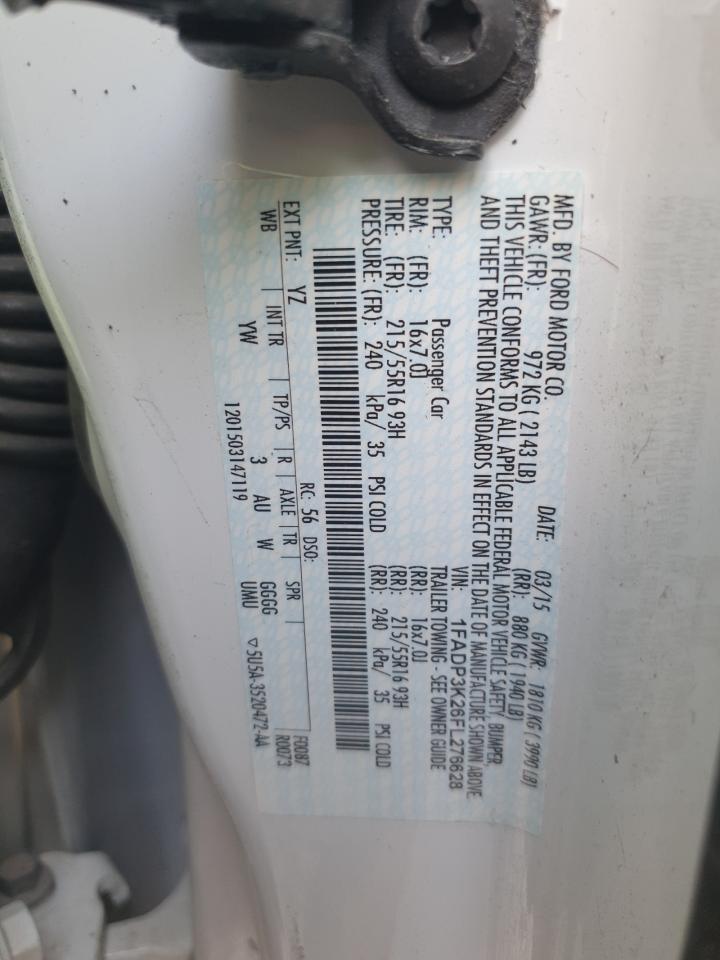 MFD. BY FORD MOTOR CO.
DATE: 03/15 GVWR: 1810 KG ( 3990 LB)
GAWR: (FR): 972 KG ( 2143 LB) (RR): 880 KG ( 1940 LB)
THIS VEHICLE CONFORMS TO ALL APPLICABLE FEDERAL MOTOR VEHICLE SAFETY, BUMPER,
AND THEFT PREVENTION STANDARDS IN EFFECT ON THE DATE OF MANUFACTURE SHOWN ABOVE
VIN: 1FADP3K26FL276628
TYPE: Passenger Car TRAILER TOWING - SEE OWNER GUIDE
RIM: (FR): 16x7.0J (RR): 16x7.0J
TIRE: (FR): 215/55R16 93H (RR): 215/55R16 93H
PRESSURE: (FR): 240 kPa/ 35 PSI COLD (RR): 240 kPa/ 35 PSI COLD
EXT PNT: YZ RC: 56 DSO: F0087
WB | INT TR | TP/PS | R | AXLE | TR | SPR | R0073
YW 3 AU W GGGG
1201503147119 UMU ▽5U5A-3520472-AA